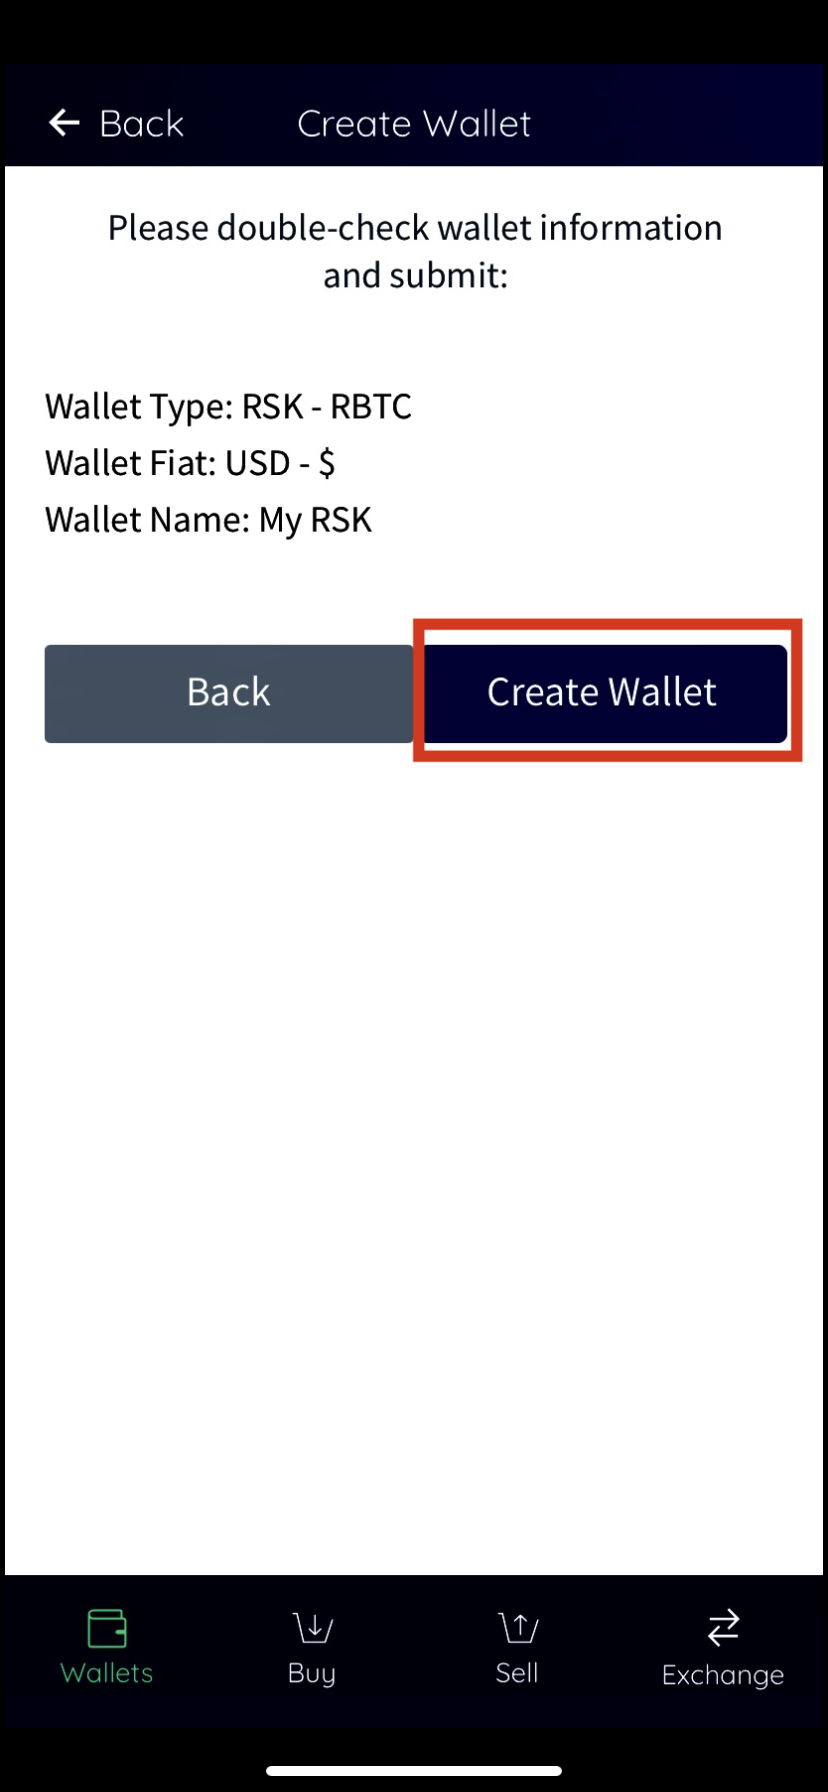 Back
Create Wallet
Please double-check wallet information
and submit:
Wallet Type: RSK - RBTC
Wallet Fiat: USD - $
Wallet Name: My RSK
Back
Create Wallet
Wallets
Buy
Sell
Exchange